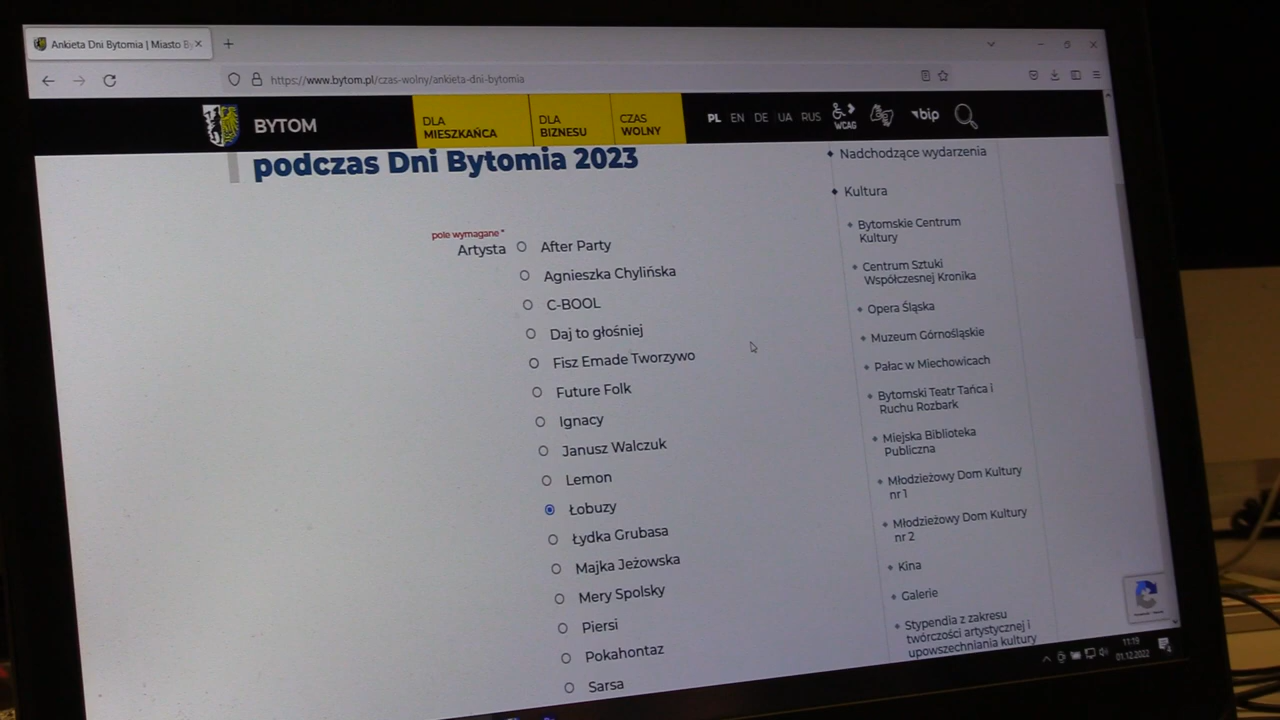 Ankieta Dni Bytomia | Miasto By
https://www.bytom.pl/czas-wolny/ankieta-dni-bytomia
BYTOM
DLA
MIESZKAŃCA
DLA
BIZNESU
CZAS
WOLNY
PL EN DE UA RUS
WCAG
bip
podczas Dni Bytomia 2023
pole wymagane *
Artysta
After Party
Agnieszka Chylińska
C-BOOL
Daj to głośniej
Fisz Emade Tworzywo
Future Folk
Ignacy
Janusz Walczuk
Lemon
Łobuzy
Łydka Grubasa
Majka Jeżowska
Mery Spolsky
Piersi
Pokahontaz
Sarsa
Nadchodzące wydarzenia
Kultura
Bytomskie Centrum
Kultury
Centrum Sztuki
Współczesnej Kronika
Opera Śląska
Muzeum Górnośląskie
Pałac w Miechowicach
Bytomski Teatr Tańca i
Ruchu Rozbark
Miejska Biblioteka
Publiczna
Młodzieżowy Dom Kultury
nr 1
Młodzieżowy Dom Kultury
nr 2
Kina
Galerie
Stypendia z zakresu
twórczości artystycznej i
upowszechniania kultury
11:19
01.12.2022